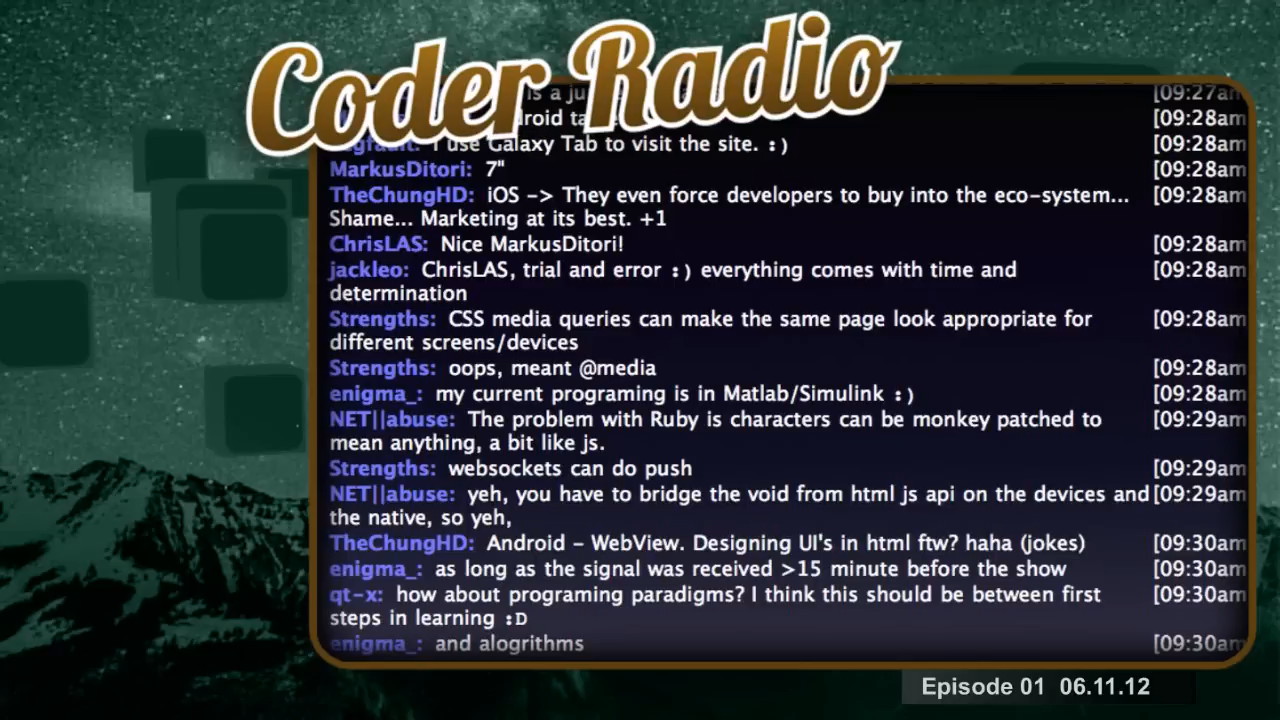 Coder Radio
is a ju [09:27am
droid ta [09:28am
I use Galaxy Tab to visit the site. :) [09:28am
MarkusDitori: 7" [09:28am
TheChungHD: iOS -> They even force developers to buy into the eco-system... [09:28am
Shame... Marketing at its best. +1
ChrisLAS: Nice MarkusDitori! [09:28am
jackleo: ChrisLAS, trial and error :) everything comes with time and [09:28am
determination
Strengths: CSS media queries can make the same page look appropriate for [09:28am
different screens/devices
Strengths: oops, meant @media [09:28am
enigma_: my current programing is in Matlab/Simulink :) [09:28am
NET||abuse: The problem with Ruby is characters can be monkey patched to [09:29am
mean anything, a bit like js.
Strengths: websockets can do push [09:29am
NET||abuse: yeh, you have to bridge the void from html js api on the devices and [09:29am
the native, so yeh,
TheChungHD: Android - WebView. Designing UI's in html ftw? haha (jokes) [09:30am
enigma_: as long as the signal was received >15 minute before the show [09:30am
qt-x: how about programing paradigms? I think this should be between first [09:30am
steps in learning :D
enigma_: and alogrithms [09:30am
Episode 01 06.11.12